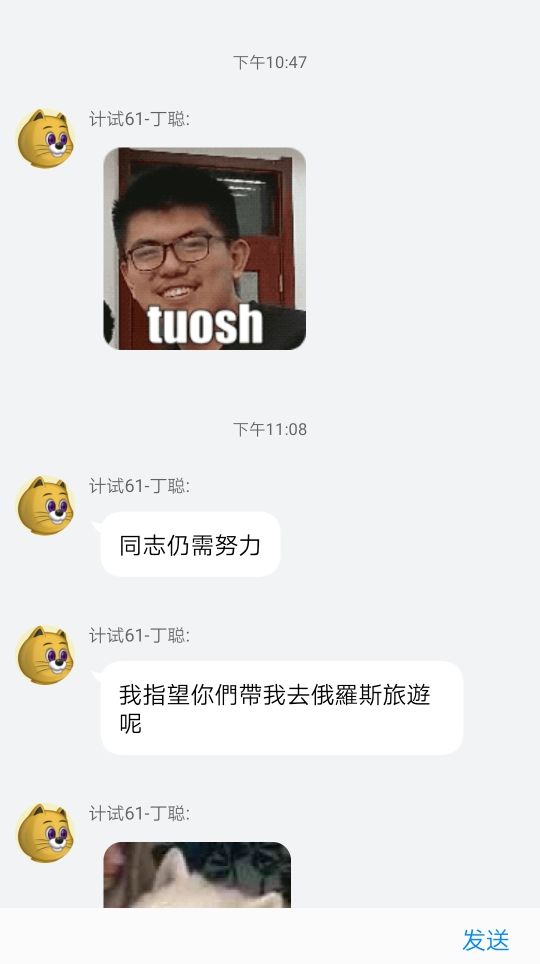 下午10:47
计试61-丁聪:
tuosh
下午11:08
计试61-丁聪:
同志仍需努力
计试61-丁聪:
我指望你們帶我去俄羅斯旅遊
呢
计试61-丁聪:
发送